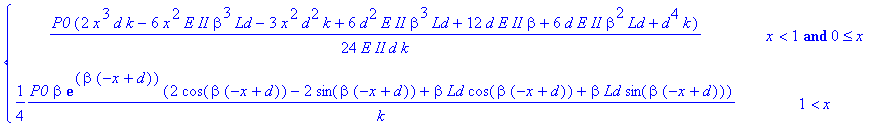 P0 (2 x^3 d k - 6 x^2 E II β^3 Ld - 3 x^2 d^2 k + 6 d^2 E II β^3 Ld + 12 d E II β + 6 d E II β^2 Ld + d^4 k) / (24 E II d k)    x < 1 and 0 ≤ x
1/4 P0 β e^(β (-x + d)) (2 cos(β (-x + d)) - 2 sin(β (-x + d)) + β Ld cos(β (-x + d)) + β Ld sin(β (-x + d))) / k    1 < x